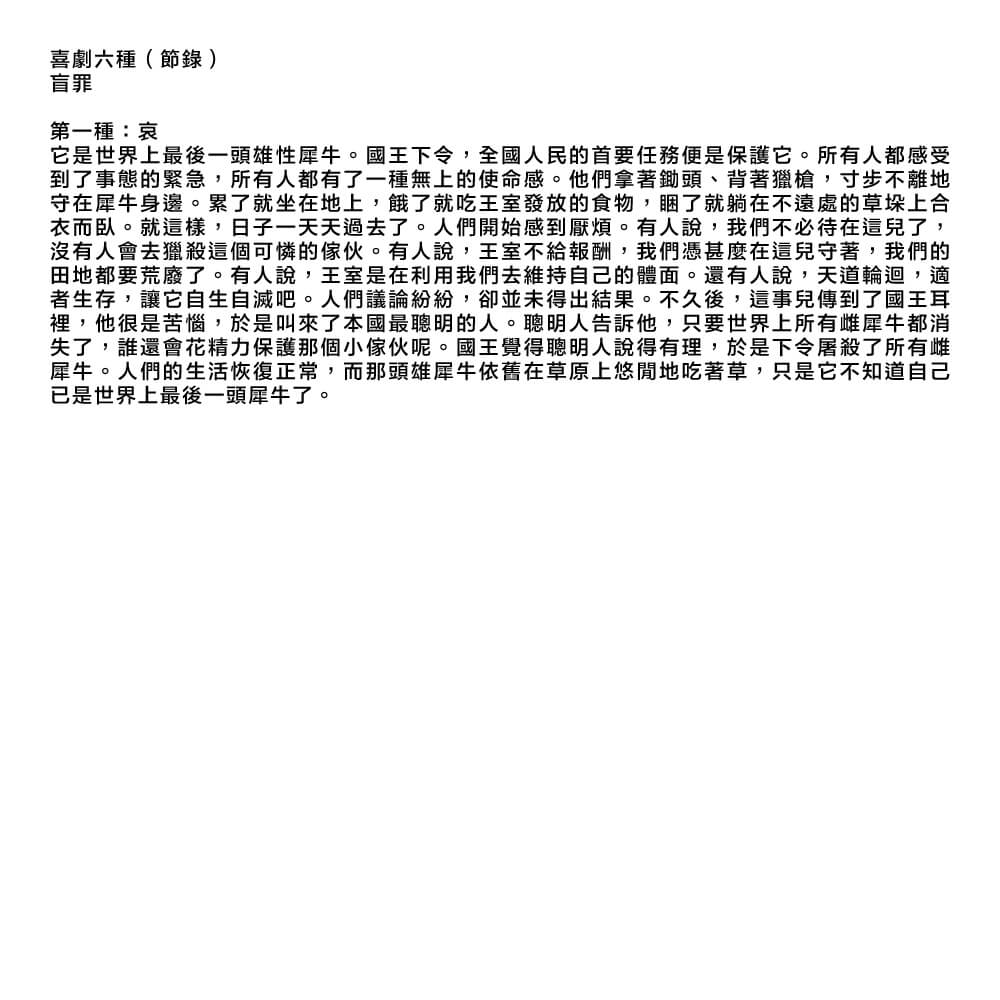 喜劇六種（節錄）
盲罪
第一種：哀
它是世界上最後一頭雄性犀牛。國王下令，全國人民的首要任務便是保護它。所有人都感受
到了事態的緊急，所有人都有了一種無上的使命感。他們拿著鋤頭、背著獵槍，寸步不離地
守在犀牛身邊。累了就坐在地上，餓了就吃王室發放的食物，睏了就躺在不遠處的草垛上合
衣而臥。就這樣，日子一天天過去了。人們開始感到厭煩。有人說，我們不必待在這兒了，
沒有人會去獵殺這個可憐的傢伙。有人說，王室不給報酬，我們憑甚麼在這兒守著，我們的
田地都要荒廢了。有人說，王室是在利用我們去維持自己的體面。還有人說，天道輪迴，適
者生存，讓它自生自滅吧。人們議論紛紛，卻並未得出結果。不久後，這事兒傳到了國王耳
裡，他很是苦惱，於是叫來了本國最聰明的人。聰明人告訴他，只要世界上所有雌犀牛都消
失了，誰還會花精力保護那個小傢伙呢。國王覺得聰明人說得有理，於是下令屠殺了所有雌
犀牛。人們的生活恢復正常，而那頭雄犀牛依舊在草原上悠閒地吃著草，只是它不知道自己
已是世界上最後一頭犀牛了。